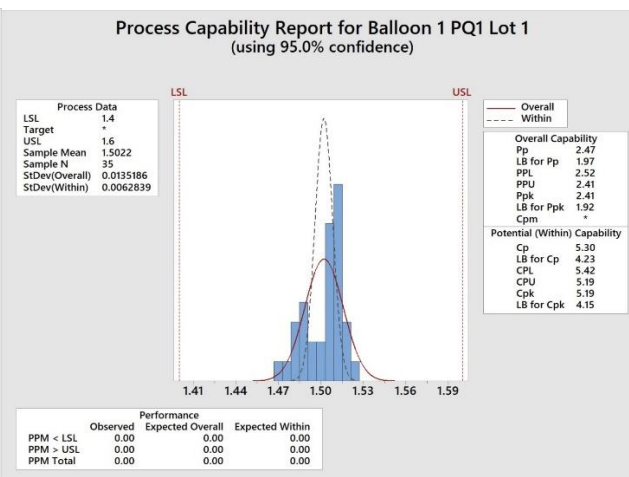 Process Capability Report for Balloon 1 PQ1 Lot 1
(using 95.0% confidence)
LSL
USL
Process Data
LSL 1.4
Target *
USL 1.6
Sample Mean 1.5022
Sample N 35
StDev(Overall) 0.0135186
StDev(Within) 0.0062839
Overall
Within
Overall Capability
Pp 2.47
LB for Pp 1.97
PPL 2.52
PPU 2.41
Ppk 2.41
LB for Ppk 1.92
Cpm *
Potential (Within) Capability
Cp 5.30
LB for Cp 4.23
CPL 5.42
CPU 5.19
Cpk 5.19
LB for Cpk 4.15
1.41 1.44 1.47 1.50 1.53 1.56 1.59
Performance
Observed Expected Overall Expected Within
PPM < LSL 0.00 0.00 0.00
PPM > USL 0.00 0.00 0.00
PPM Total 0.00 0.00 0.00